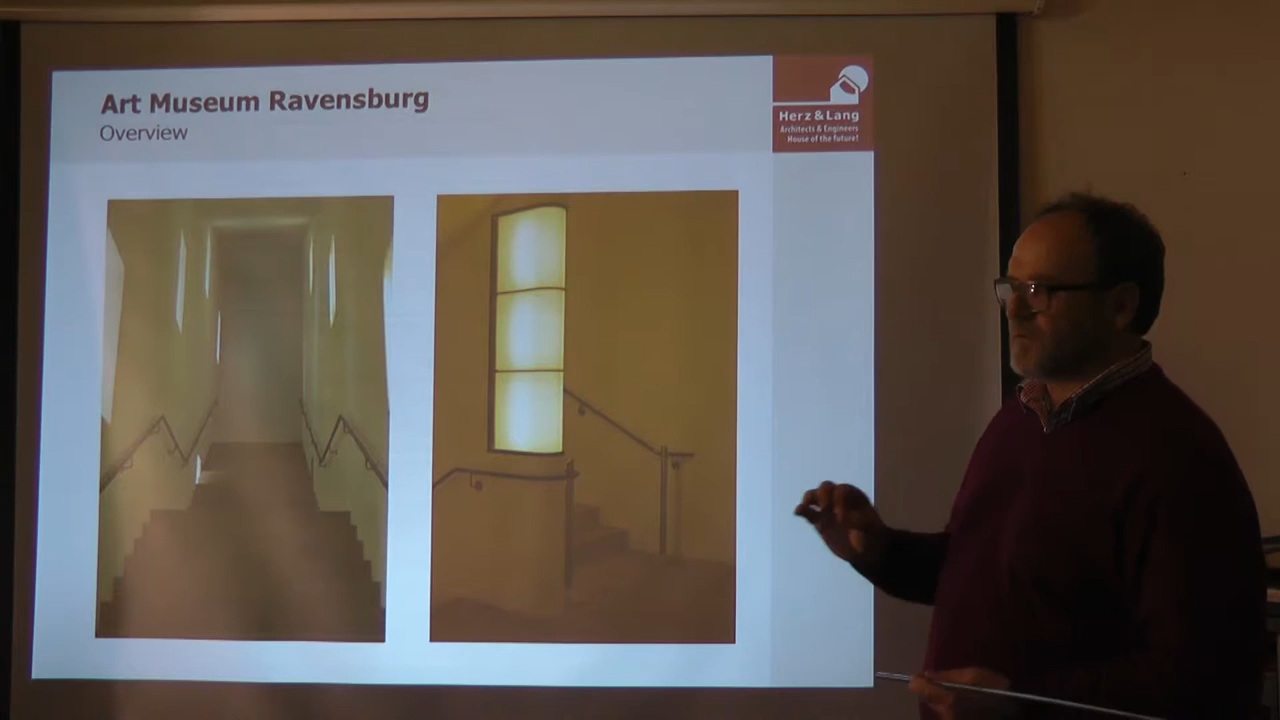 Art Museum Ravensburg
Overview
Herz & Lang
Architects & Engineers
House of the future!